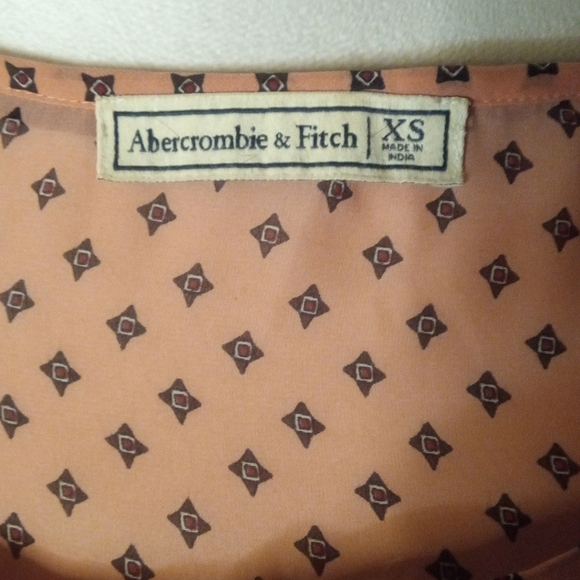 Abercrombie & Fitch
XS
MADE IN
INDIA